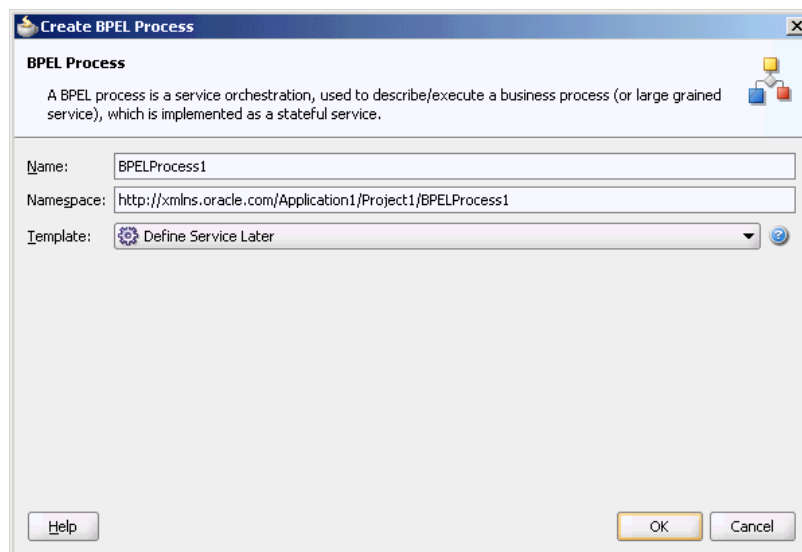 Create BPEL Process
BPEL Process
A BPEL process is a service orchestration, used to describe/execute a business process (or large grained
service), which is implemented as a stateful service.
Name: BPELProcess1
Namespace: http://xmlns.oracle.com/Application1/Project1/BPELProcess1
Template: Define Service Later
Help OK Cancel